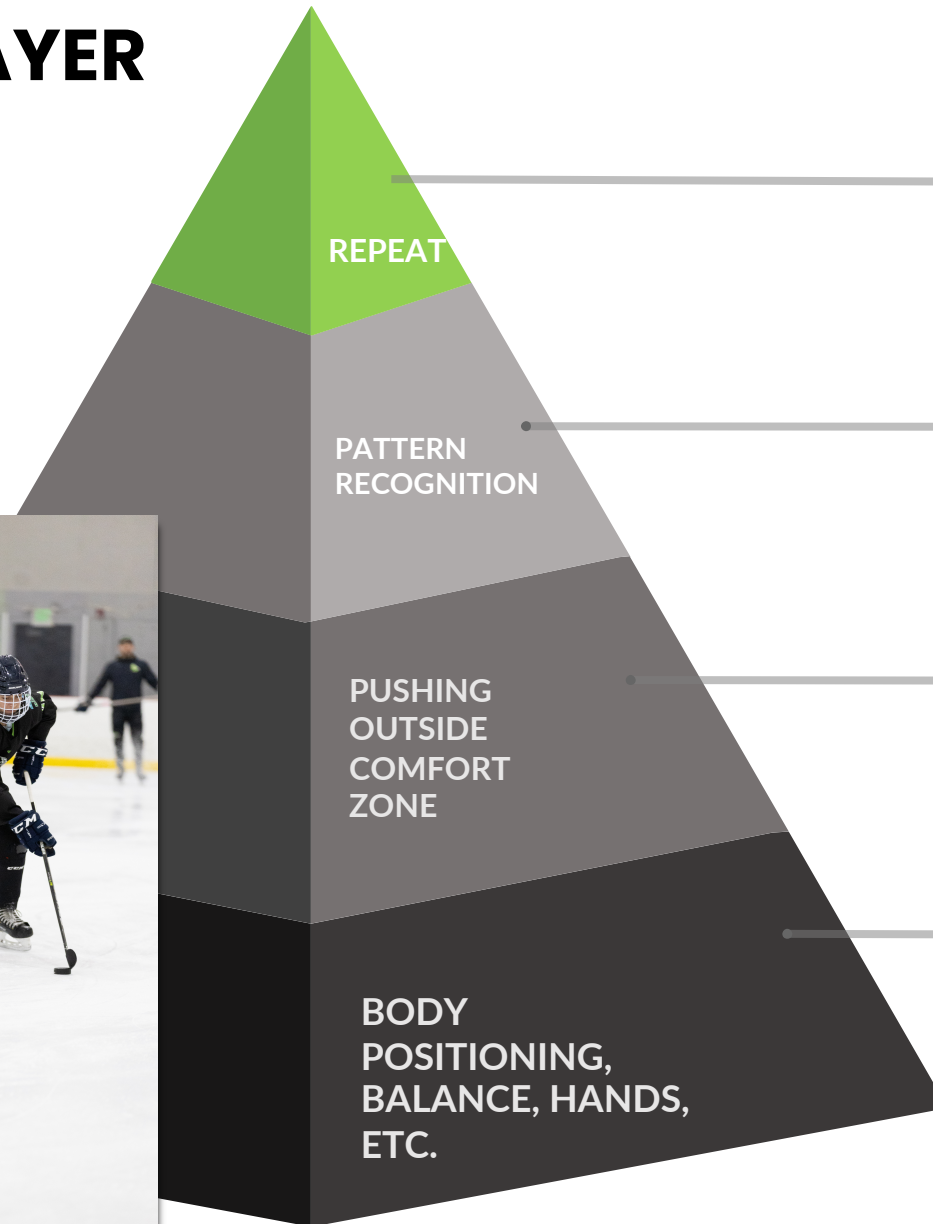 AYER
REPEAT
PATTERN
RECOGNITION
PUSHING
OUTSIDE
COMFORT
ZONE
BODY
POSITIONING,
BALANCE, HANDS,
ETC.